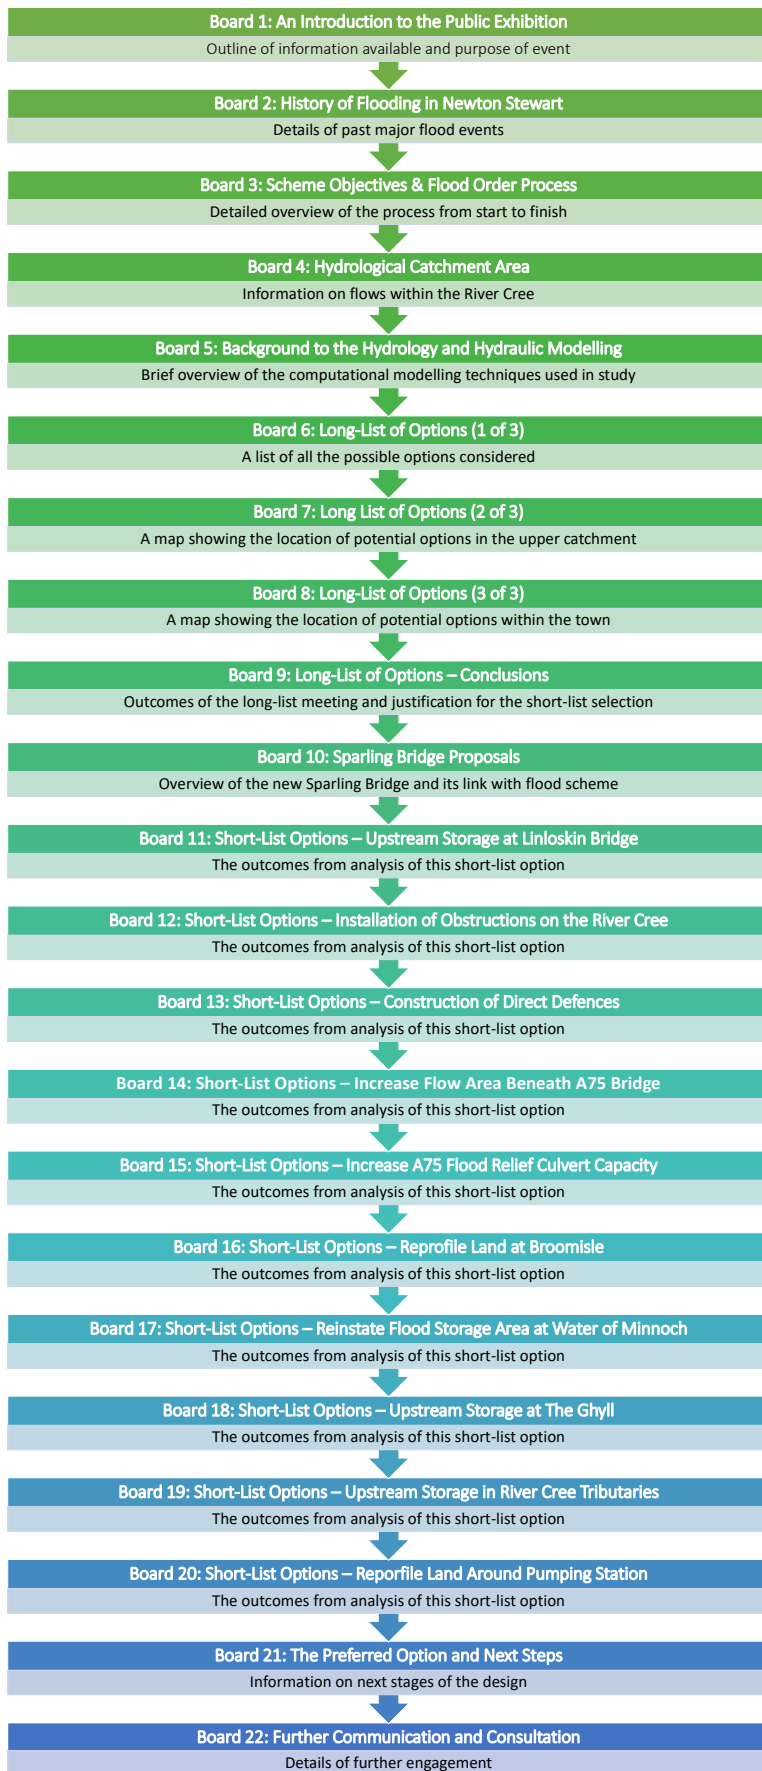 Board 1: An Introduction to the Public Exhibition
Outline of information available and purpose of event
Board 2: History of Flooding in Newton Stewart
Details of past major flood events
Board 3: Scheme Objectives & Flood Order Process
Detailed overview of the process from start to finish
Board 4: Hydrological Catchment Area
Information on flows within the River Cree
Board 5: Background to the Hydrology and Hydraulic Modelling
Brief overview of the computational modelling techniques used in study
Board 6: Long-List of Options (1 of 3)
A list of all the possible options considered
Board 7: Long List of Options (2 of 3)
A map showing the location of potential options in the upper catchment
Board 8: Long-List of Options (3 of 3)
A map showing the location of potential options within the town
Board 9: Long-List of Options – Conclusions
Outcomes of the long-list meeting and justification for the short-list selection
Board 10: Sparling Bridge Proposals
Overview of the new Sparling Bridge and its link with flood scheme
Board 11: Short-List Options – Upstream Storage at Linloskin Bridge
The outcomes from analysis of this short-list option
Board 12: Short-List Options – Installation of Obstructions on the River Cree
The outcomes from analysis of this short-list option
Board 13: Short-List Options – Construction of Direct Defences
The outcomes from analysis of this short-list option
Board 14: Short-List Options – Increase Flow Area Beneath A75 Bridge
The outcomes from analysis of this short-list option
Board 15: Short-List Options – Increase A75 Flood Relief Culvert Capacity
The outcomes from analysis of this short-list option
Board 16: Short-List Options – Reprofile Land at Broomisle
The outcomes from analysis of this short-list option
Board 17: Short-List Options – Reinstate Flood Storage Area at Water of Minnoch
The outcomes from analysis of this short-list option
Board 18: Short-List Options – Upstream Storage at The Ghyll
The outcomes from analysis of this short-list option
Board 19: Short-List Options – Upstream Storage in River Cree Tributaries
The outcomes from analysis of this short-list option
Board 20: Short-List Options – Reporfile Land Around Pumping Station
The outcomes from analysis of this short-list option
Board 21: The Preferred Option and Next Steps
Information on next stages of the design
Board 22: Further Communication and Consultation
Details of further engagement